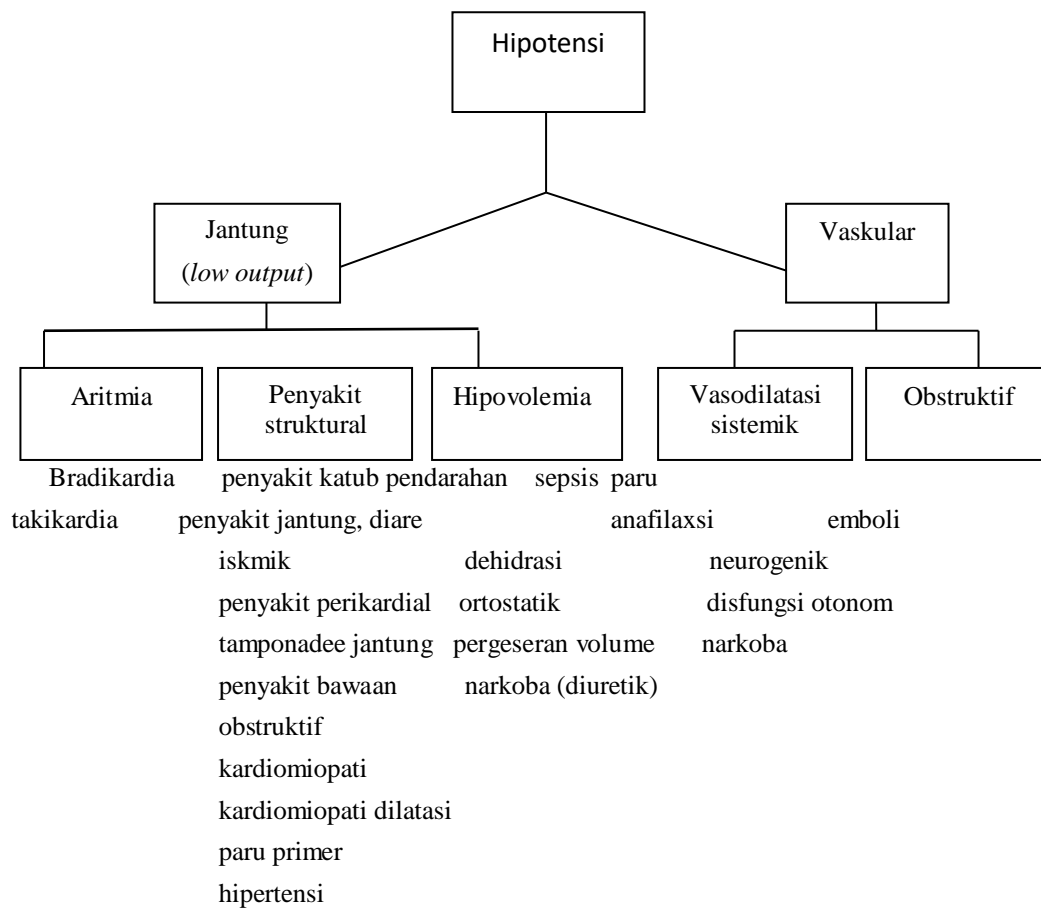 Hipotensi
Jantung
(low output)
Vaskular
Aritmia
Penyakit
struktural
Hipovolemia
Vasodilatasi
sistemik
Obstruktif
Bradikardia penyakit katub pendarahan sepsis paru
takikardia penyakit jantung, diare anafilaxsi emboli
iskmik dehidrasi neurogenik
penyakit perikardial ortostatik disfungsi otonom
tamponadee jantung pergeseran volume narkoba
penyakit bawaan narkoba (diuretik)
obstruktif
kardiomiopati
kardiomiopati dilatasi
paru primer
hipertensi